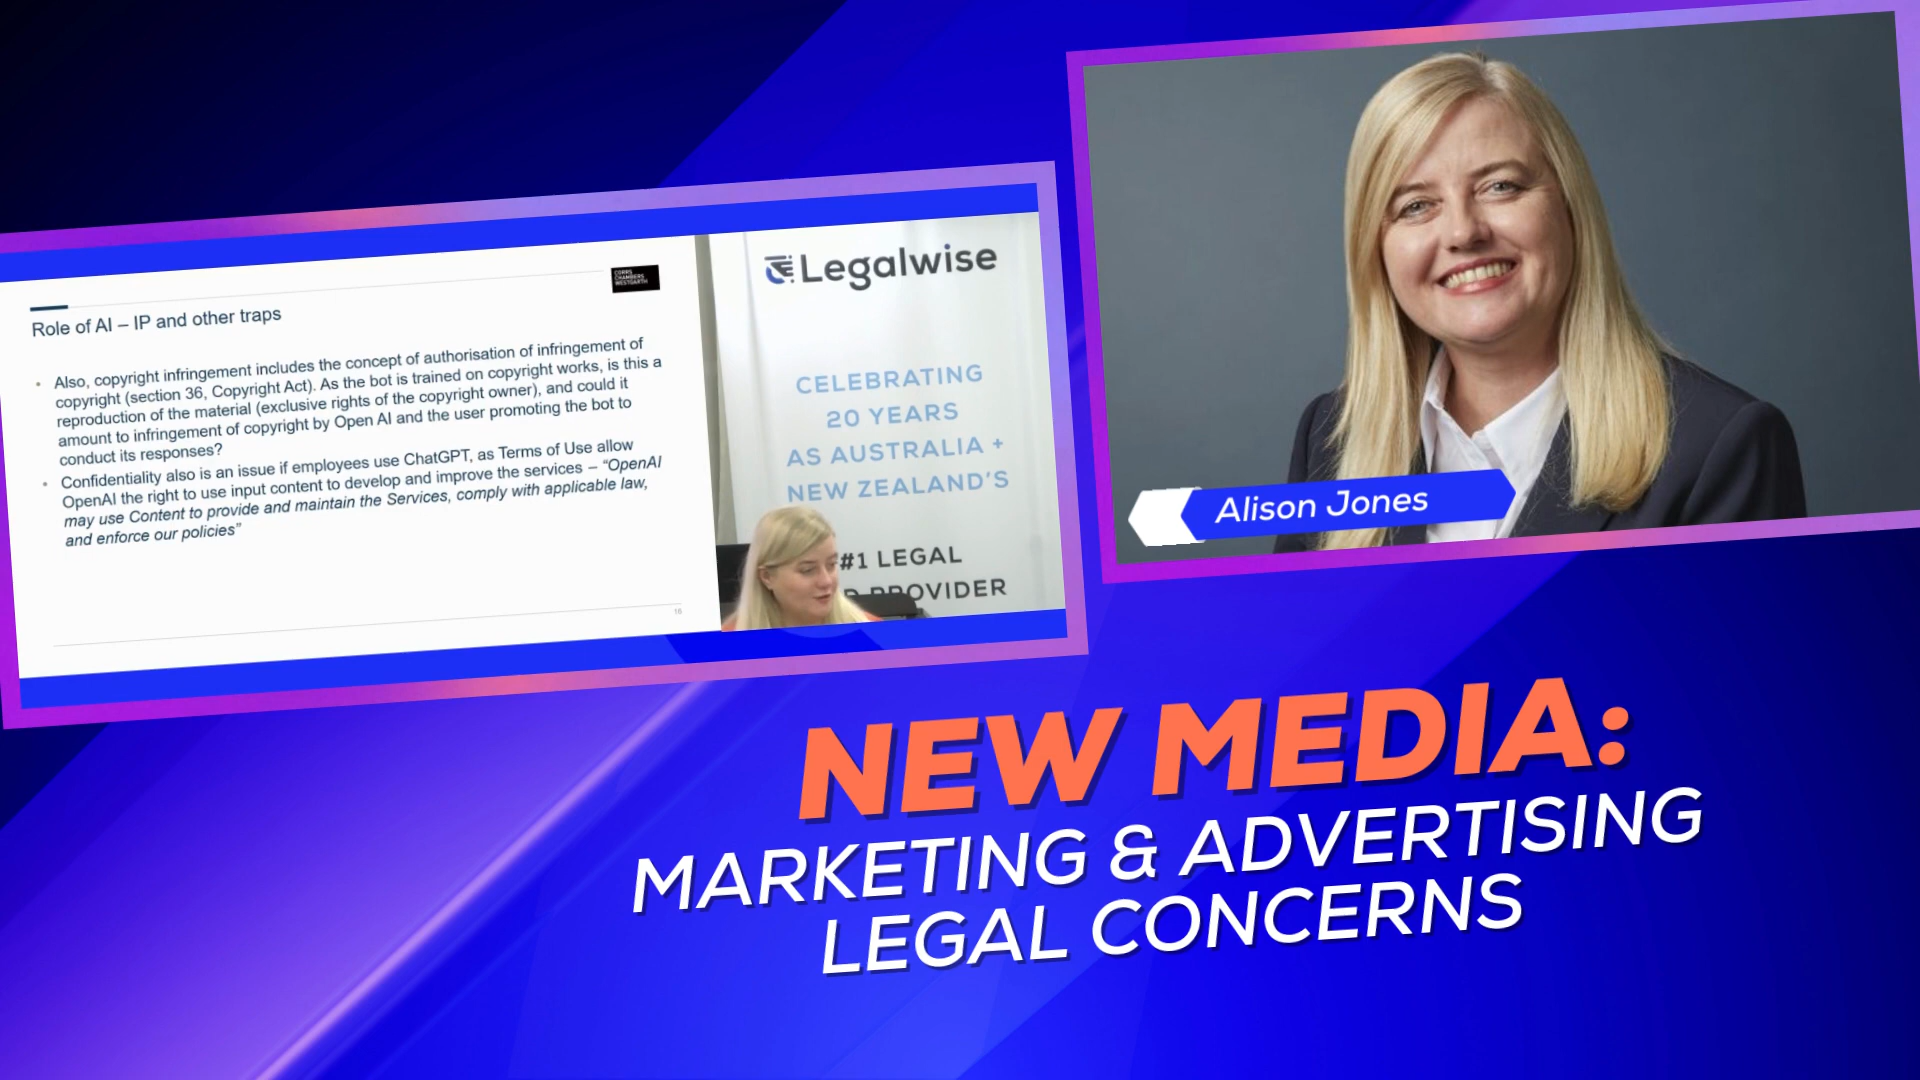 CORRS
CHAMBERS
WESTGARTH
Role of AI – IP and other traps
Also, copyright infringement includes the concept of authorisation of infringement of
copyright (section 36, Copyright Act). As the bot is trained on copyright works, is this a
reproduction of the material (exclusive rights of the copyright owner), and could it
amount to infringement of copyright by Open AI and the user promoting the bot to
conduct its responses?
Confidentiality also is an issue if employees use ChatGPT, as Terms of Use allow
OpenAI the right to use input content to develop and improve the services – “OpenAI
may use Content to provide and maintain the Services, comply with applicable law,
and enforce our policies”
16
Legalwise
CELEBRATING
20 YEARS
AS AUSTRALIA +
NEW ZEALAND'S
#1 LEGAL
PROVIDER
Alison Jones
NEW MEDIA:
MARKETING & ADVERTISING
LEGAL CONCERNS